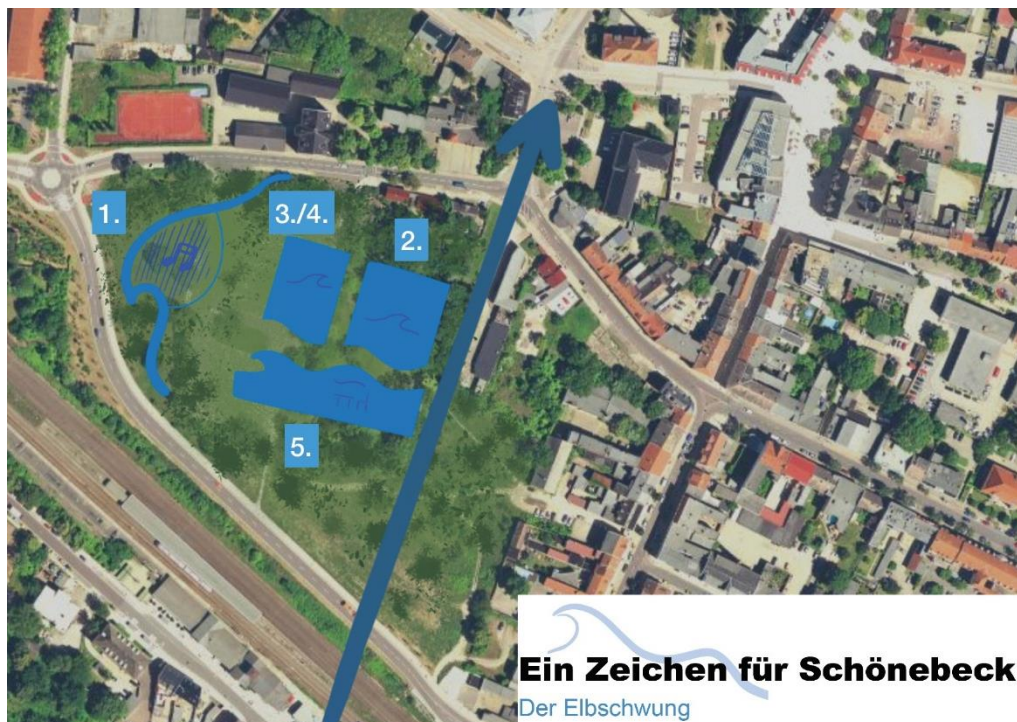 1.
3./4.
2.
5.
Ein Zeichen für Schönebeck
Der Elbschwung